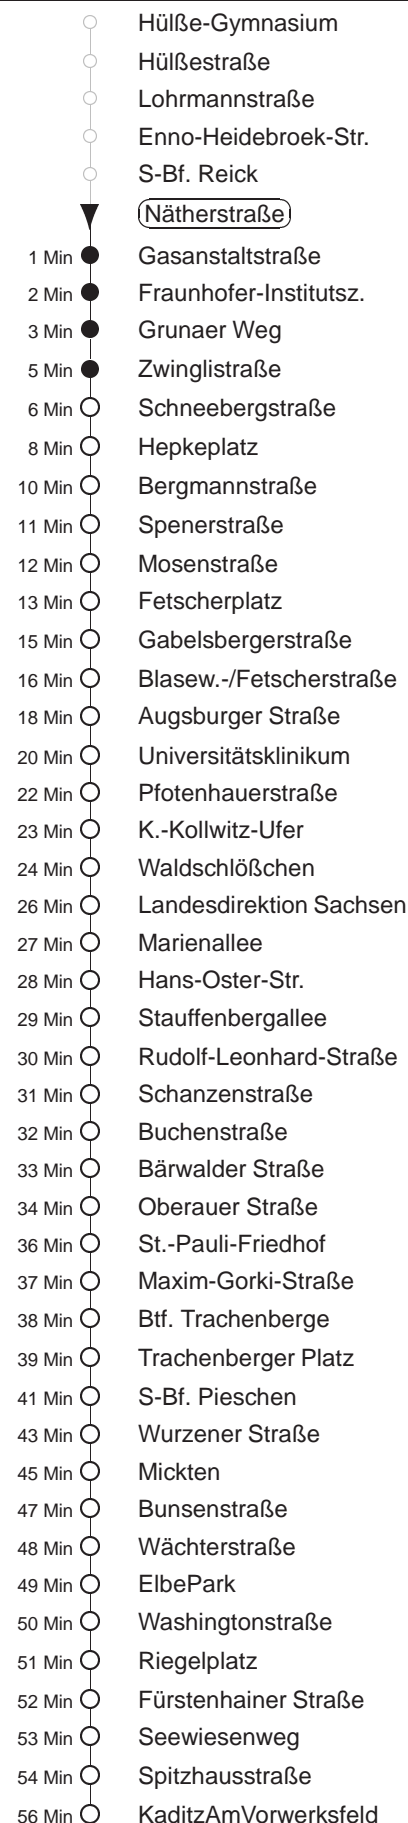 Hülße-Gymnasium
Hülßestraße
Lohrmannstraße
Enno-Heidebroek-Str.
S-Bf. Reick
Nätherstraße
1 Min Gasanstaltstraße
2 Min Fraunhofer-Institutsz.
3 Min Grunaer Weg
5 Min Zwinglistraße
6 Min Schneebergstraße
8 Min Hepkeplatz
10 Min Bergmannstraße
11 Min Spenerstraße
12 Min Mosenstraße
13 Min Fetscherplatz
15 Min Gabelsbergerstraße
16 Min Blasew.-/Fetscherstraße
18 Min Augsburger Straße
20 Min Universitätsklinikum
22 Min Pfotenhauerstraße
23 Min K.-Kollwitz-Ufer
24 Min Waldschlößchen
26 Min Landesdirektion Sachsen
27 Min Marienallee
28 Min Hans-Oster-Str.
29 Min Stauffenbergallee
30 Min Rudolf-Leonhard-Straße
31 Min Schanzenstraße
32 Min Buchenstraße
33 Min Bärwalder Straße
34 Min Oberauer Straße
36 Min St.-Pauli-Friedhof
37 Min Maxim-Gorki-Straße
38 Min Btf. Trachenberge
39 Min Trachenberger Platz
41 Min S-Bf. Pieschen
43 Min Wurzener Straße
45 Min Mickten
47 Min Bunsenstraße
48 Min Wächterstraße
49 Min ElbePark
50 Min Washingtonstraße
51 Min Riegelplatz
52 Min Fürstenhainer Straße
53 Min Seewiesenweg
54 Min Spitzhausstraße
56 Min KaditzAmVorwerksfeld